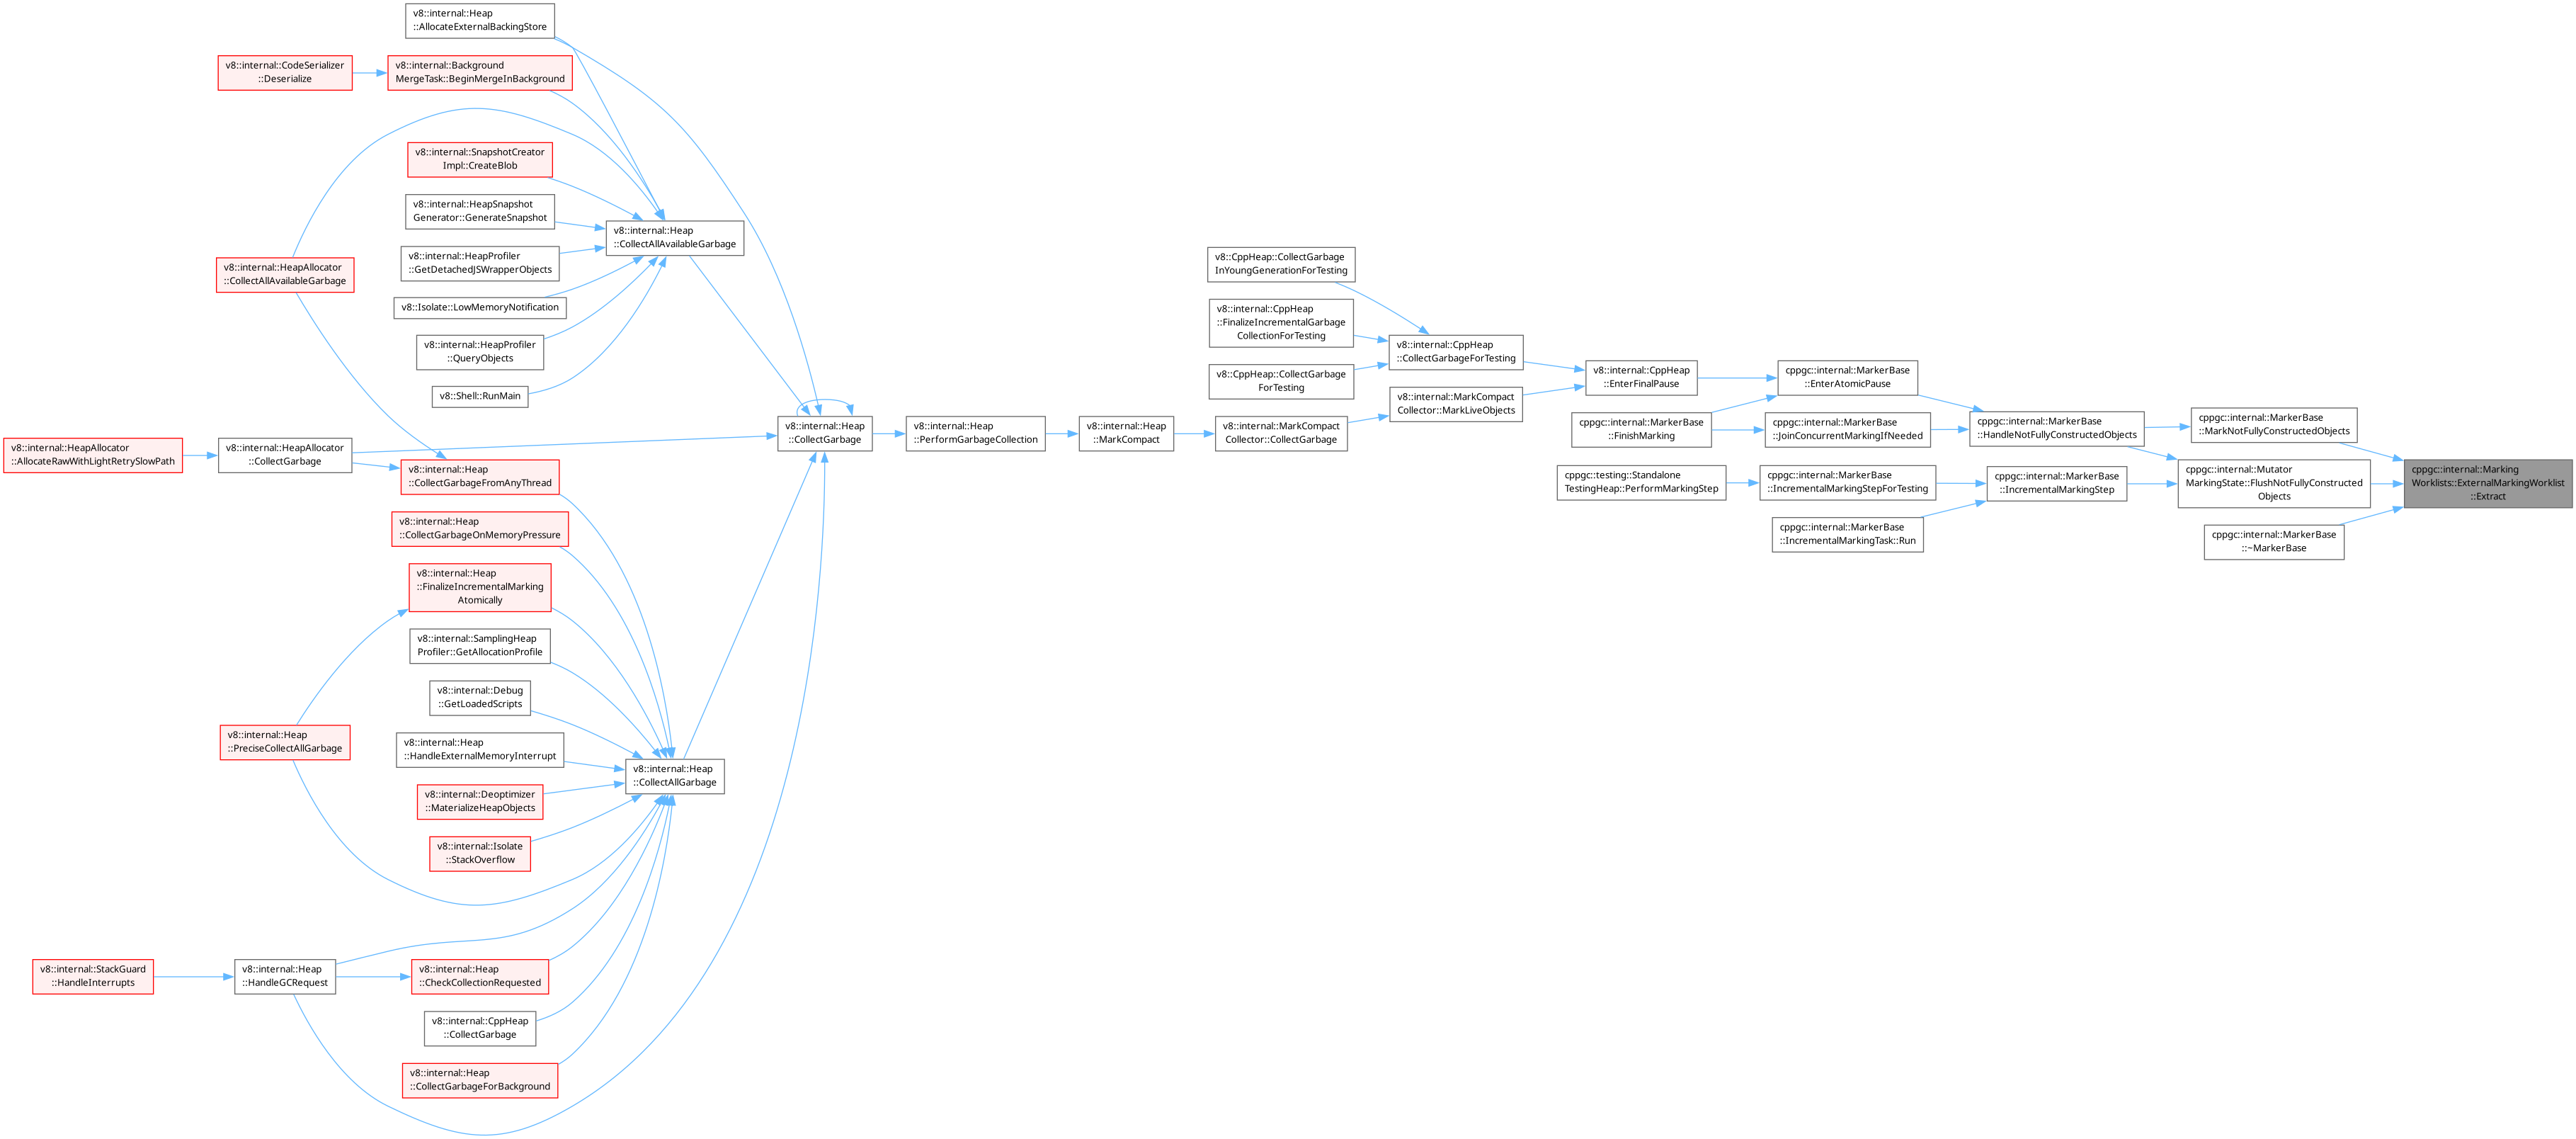 v8::internal::Heap
::AllocateExternalBackingStore
v8::internal::CodeSerializer
::Deserialize
v8::internal::Background
MergeTask::BeginMergeInBackground
v8::internal::SnapshotCreator
Impl::CreateBlob
v8::internal::HeapSnapshot
Generator::GenerateSnapshot
v8::internal::Heap
::CollectAllAvailableGarbage
v8::internal::HeapProfiler
::GetDetachedJSWrapperObjects
v8::internal::HeapAllocator
::CollectAllAvailableGarbage
v8::Isolate::LowMemoryNotification
v8::internal::HeapProfiler
::QueryObjects
v8::Shell::RunMain
v8::CppHeap::CollectGarbage
InYoungGenerationForTesting
v8::internal::CppHeap
::FinalizeIncrementalGarbage
CollectionForTesting
v8::internal::CppHeap
::CollectGarbageForTesting
v8::CppHeap::CollectGarbage
ForTesting
v8::internal::CppHeap
::EnterFinalPause
cppgc::internal::MarkerBase
::EnterAtomicPause
v8::internal::MarkCompact
Collector::MarkLiveObjects
v8::internal::HeapAllocator
::AllocateRawWithLightRetrySlowPath
v8::internal::HeapAllocator
::CollectGarbage
v8::internal::Heap
::CollectGarbage
v8::internal::Heap
::PerformGarbageCollection
v8::internal::Heap
::MarkCompact
v8::internal::MarkCompact
Collector::CollectGarbage
cppgc::internal::MarkerBase
::FinishMarking
cppgc::internal::MarkerBase
::JoinConcurrentMarkingIfNeeded
cppgc::internal::MarkerBase
::HandleNotFullyConstructedObjects
cppgc::internal::MarkerBase
::MarkNotFullyConstructedObjects
v8::internal::Heap
::CollectGarbageFromAnyThread
cppgc::testing::Standalone
TestingHeap::PerformMarkingStep
cppgc::internal::MarkerBase
::IncrementalMarkingStepForTesting
cppgc::internal::MarkerBase
::IncrementalMarkingStep
cppgc::internal::Mutator
MarkingState::FlushNotFullyConstructed
Objects
cppgc::internal::Marking
Worklists::ExternalMarkingWorklist
::Extract
v8::internal::Heap
::CollectGarbageOnMemoryPressure
cppgc::internal::MarkerBase
::IncrementalMarkingTask::Run
cppgc::internal::MarkerBase
::~MarkerBase
v8::internal::Heap
::FinalizeIncrementalMarking
Atomically
v8::internal::SamplingHeap
Profiler::GetAllocationProfile
v8::internal::Debug
::GetLoadedScripts
v8::internal::Heap
::PreciseCollectAllGarbage
v8::internal::Heap
::HandleExternalMemoryInterrupt
v8::internal::Heap
::CollectAllGarbage
v8::internal::Deoptimizer
::MaterializeHeapObjects
v8::internal::Isolate
::StackOverflow
v8::internal::StackGuard
::HandleInterrupts
v8::internal::Heap
::HandleGCRequest
v8::internal::Heap
::CheckCollectionRequested
v8::internal::CppHeap
::CollectGarbage
v8::internal::Heap
::CollectGarbageForBackground